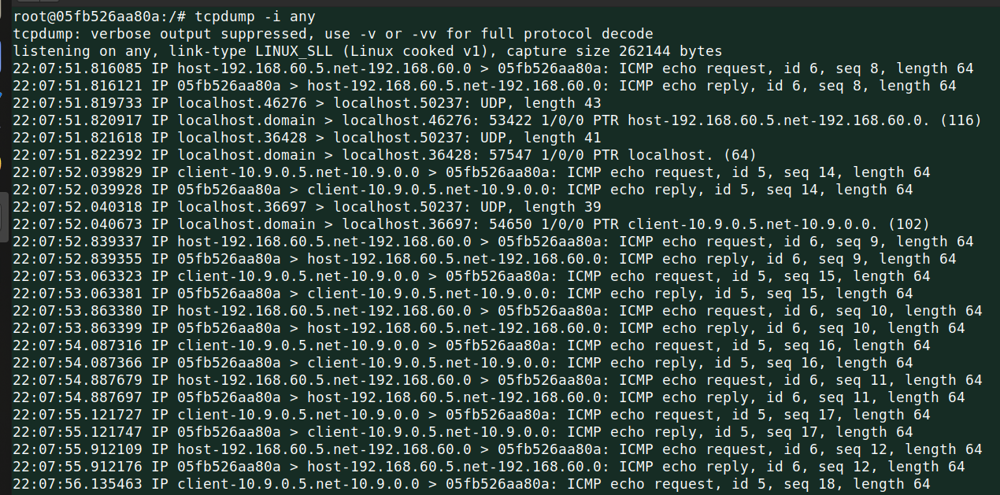 root@05fb526aa80a:/# tcpdump -i any
tcpdump: verbose output suppressed, use -v or -vv for full protocol decode
listening on any, link-type LINUX_SLL (Linux cooked v1), capture size 262144 bytes
22:07:51.816085 IP host-192.168.60.5.net-192.168.60.0 > 05fb526aa80a: ICMP echo request, id 6, seq 8, length 64
22:07:51.816121 IP 05fb526aa80a > host-192.168.60.5.net-192.168.60.0: ICMP echo reply, id 6, seq 8, length 64
22:07:51.819733 IP localhost.46276 > localhost.50237: UDP, length 43
22:07:51.820917 IP localhost.domain > localhost.46276: 53422 1/0/0 PTR host-192.168.60.5.net-192.168.60.0. (116)
22:07:51.821618 IP localhost.36428 > localhost.50237: UDP, length 41
22:07:51.822392 IP localhost.domain > localhost.36428: 57547 1/0/0 PTR localhost. (64)
22:07:52.039829 IP client-10.9.0.5.net-10.9.0.0 > 05fb526aa80a: ICMP echo request, id 5, seq 14, length 64
22:07:52.039928 IP 05fb526aa80a > client-10.9.0.5.net-10.9.0.0: ICMP echo reply, id 5, seq 14, length 64
22:07:52.040318 IP localhost.36697 > localhost.50237: UDP, length 39
22:07:52.040673 IP localhost.domain > localhost.36697: 54650 1/0/0 PTR client-10.9.0.5.net-10.9.0.0. (102)
22:07:52.839337 IP host-192.168.60.5.net-192.168.60.0 > 05fb526aa80a: ICMP echo request, id 6, seq 9, length 64
22:07:52.839355 IP 05fb526aa80a > host-192.168.60.5.net-192.168.60.0: ICMP echo reply, id 6, seq 9, length 64
22:07:53.063323 IP client-10.9.0.5.net-10.9.0.0 > 05fb526aa80a: ICMP echo request, id 5, seq 15, length 64
22:07:53.063381 IP 05fb526aa80a > client-10.9.0.5.net-10.9.0.0: ICMP echo reply, id 5, seq 15, length 64
22:07:53.863380 IP host-192.168.60.5.net-192.168.60.0 > 05fb526aa80a: ICMP echo request, id 6, seq 10, length 64
22:07:53.863399 IP 05fb526aa80a > host-192.168.60.5.net-192.168.60.0: ICMP echo reply, id 6, seq 10, length 64
22:07:54.087316 IP client-10.9.0.5.net-10.9.0.0 > 05fb526aa80a: ICMP echo request, id 5, seq 16, length 64
22:07:54.087366 IP 05fb526aa80a > client-10.9.0.5.net-10.9.0.0: ICMP echo reply, id 5, seq 16, length 64
22:07:54.887679 IP host-192.168.60.5.net-192.168.60.0 > 05fb526aa80a: ICMP echo request, id 6, seq 11, length 64
22:07:54.887697 IP 05fb526aa80a > host-192.168.60.5.net-192.168.60.0: ICMP echo reply, id 6, seq 11, length 64
22:07:55.121727 IP client-10.9.0.5.net-10.9.0.0 > 05fb526aa80a: ICMP echo request, id 5, seq 17, length 64
22:07:55.121747 IP 05fb526aa80a > client-10.9.0.5.net-10.9.0.0: ICMP echo reply, id 5, seq 17, length 64
22:07:55.912109 IP host-192.168.60.5.net-192.168.60.0 > 05fb526aa80a: ICMP echo request, id 6, seq 12, length 64
22:07:55.912176 IP 05fb526aa80a > host-192.168.60.5.net-192.168.60.0: ICMP echo reply, id 6, seq 12, length 64
22:07:56.135463 IP client-10.9.0.5.net-10.9.0.0 > 05fb526aa80a: ICMP echo request, id 5, seq 18, length 64